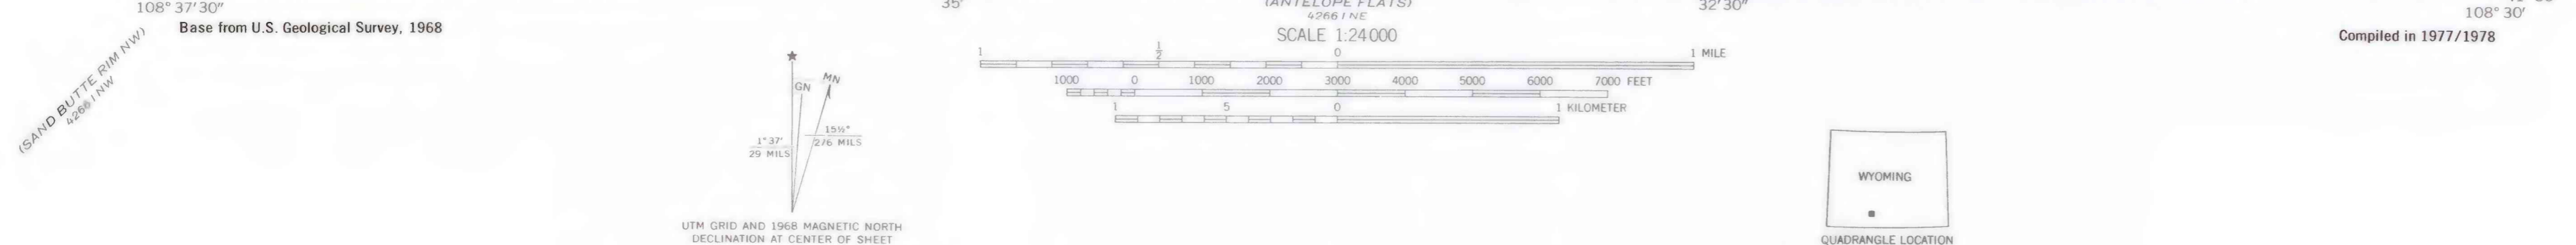 108° 37'30"
35'
(ANTELOPE FLATS)
4266 I NE
32'30"
108° 30'
Base from U.S. Geological Survey, 1968
SCALE 1:24000
Compiled in 1977/1978
(SAND BUTTE RIM NW)
4266 I NW
1 ½ 0 1 MILE
1000 0 1000 2000 3000 4000 5000 6000 7000 FEET
1 5 0 1 KILOMETER
★
GN
MN
1°37'
29 MILS
15½°
276 MILS
UTM GRID AND 1968 MAGNETIC NORTH
DECLINATION AT CENTER OF SHEET
WYOMING
QUADRANGLE LOCATION